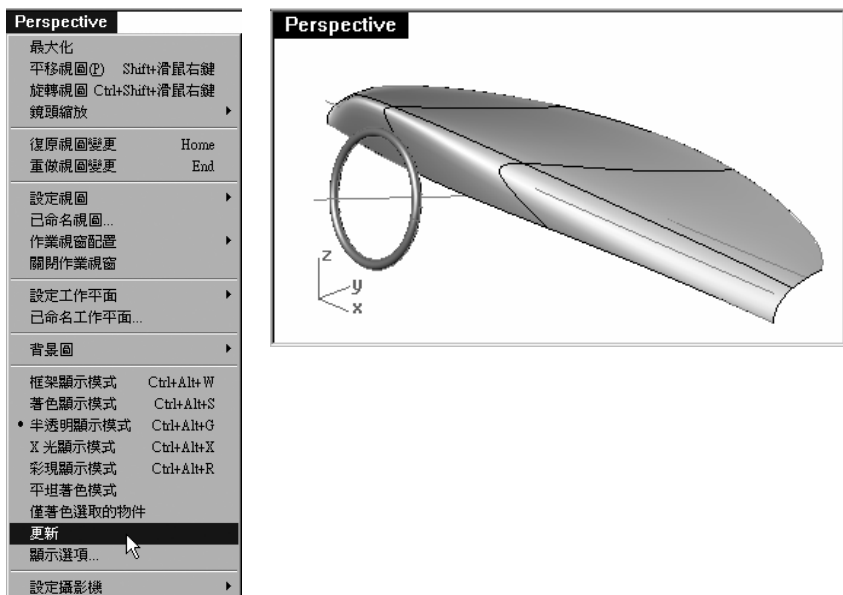 Perspective
最大化
平移視圖(P) Shift+滑鼠右鍵
旋轉視圖 Ctrl+Shift+滑鼠右鍵
鏡頭縮放
復原視圖變更 Home
重做視圖變更 End
設定視圖
已命名視圖...
作業視窗配置
關閉作業視窗
設定工作平面
已命名工作平面...
背景圖
框架顯示模式 Ctrl+Alt+W
著色顯示模式 Ctrl+Alt+S
半透明顯示模式 Ctrl+Alt+G
X 光顯示模式 Ctrl+Alt+X
彩現顯示模式 Ctrl+Alt+R
平坦著色模式
僅著色選取的物件
更新
顯示選項...
設定攝影機
Perspective
z
y
x